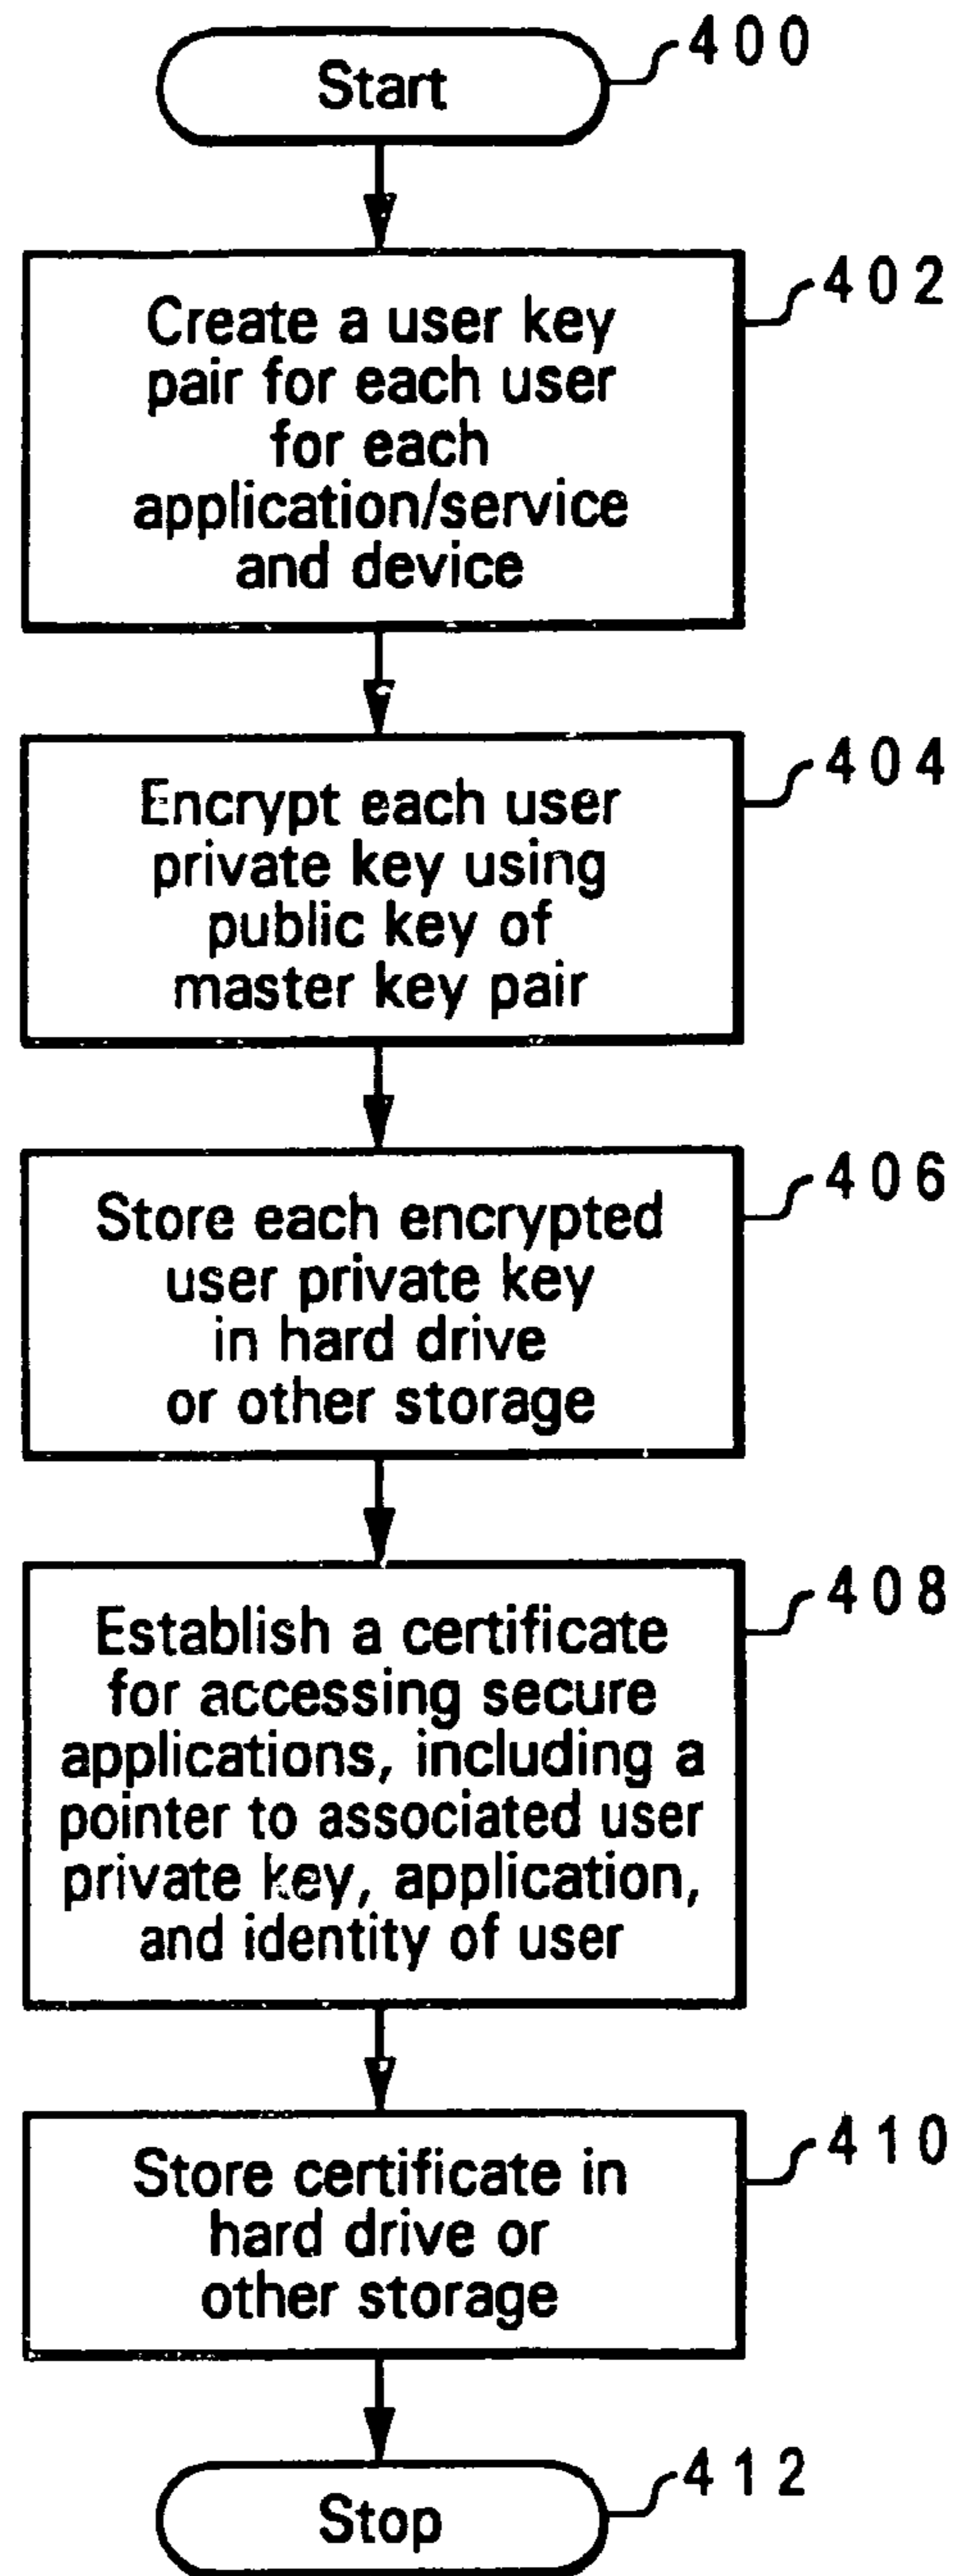 Start
400
Create a user key
pair for each user
for each
application/service
and device
402
Encrypt each user
private key using
public key of
master key pair
404
Store each encrypted
user private key
in hard drive
or other storage
406
Establish a certificate
for accessing secure
applications, including a
pointer to associated user
private key, application,
and identity of user
408
Store certificate in
hard drive or
other storage
410
Stop
412